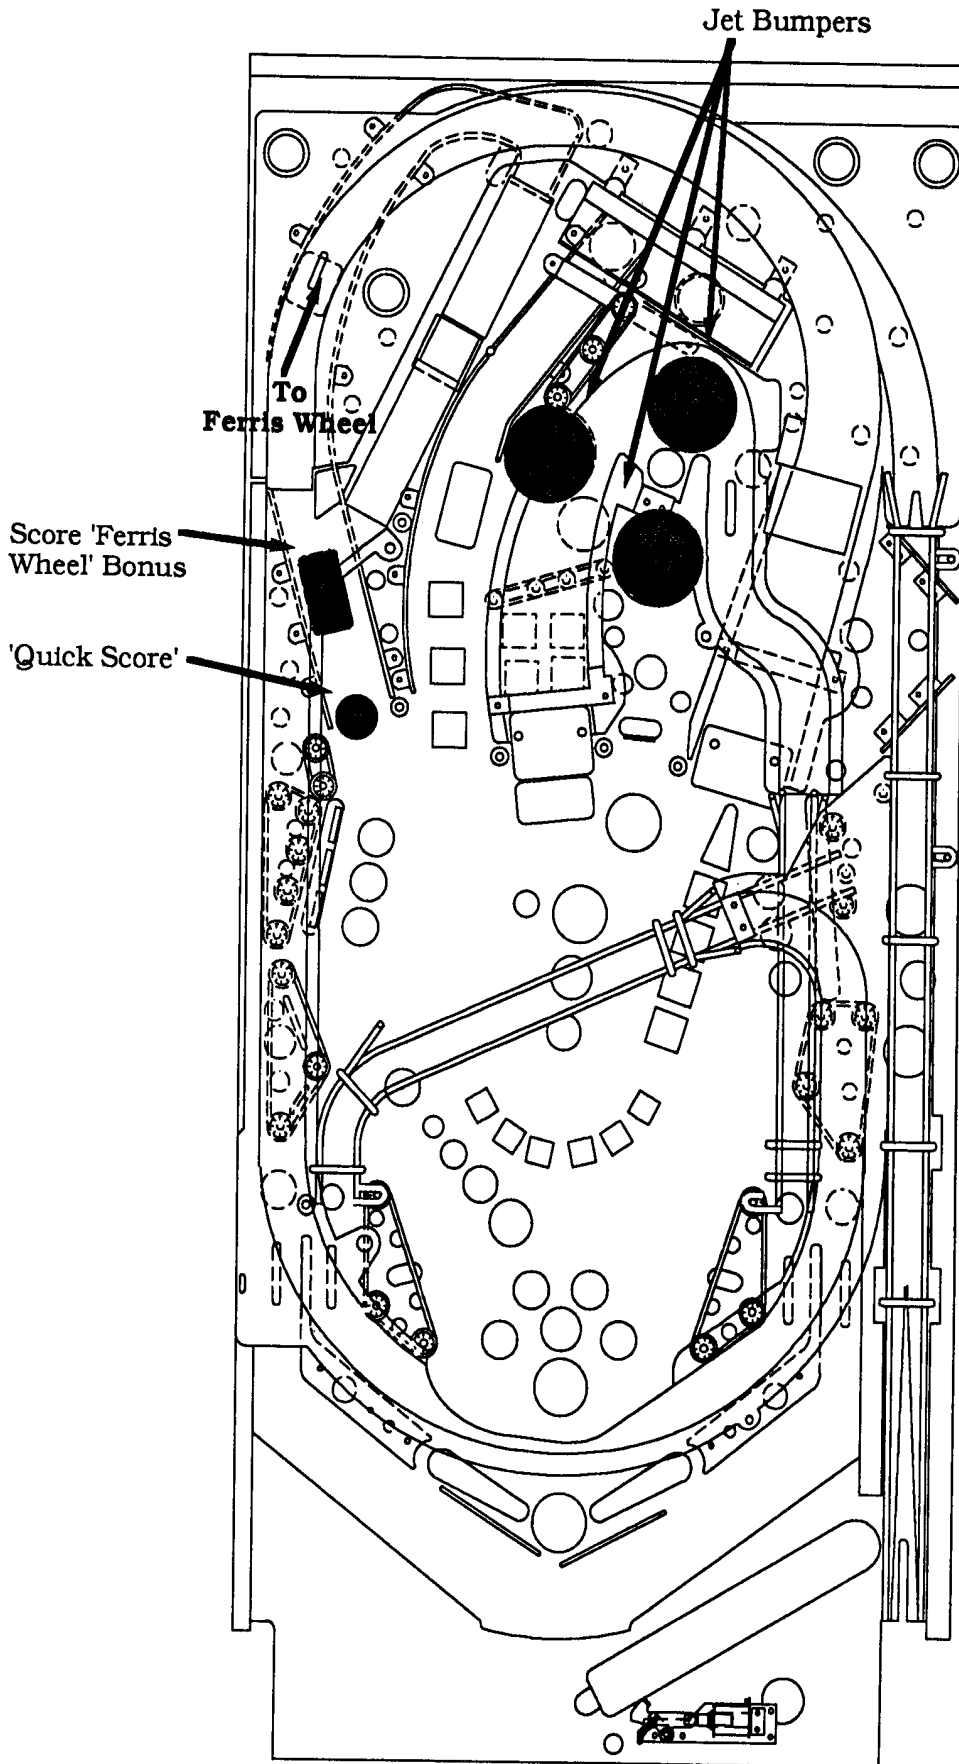 Jet Bumpers
To
Ferris Wheel
Score 'Ferris
Wheel' Bonus
'Quick Score'